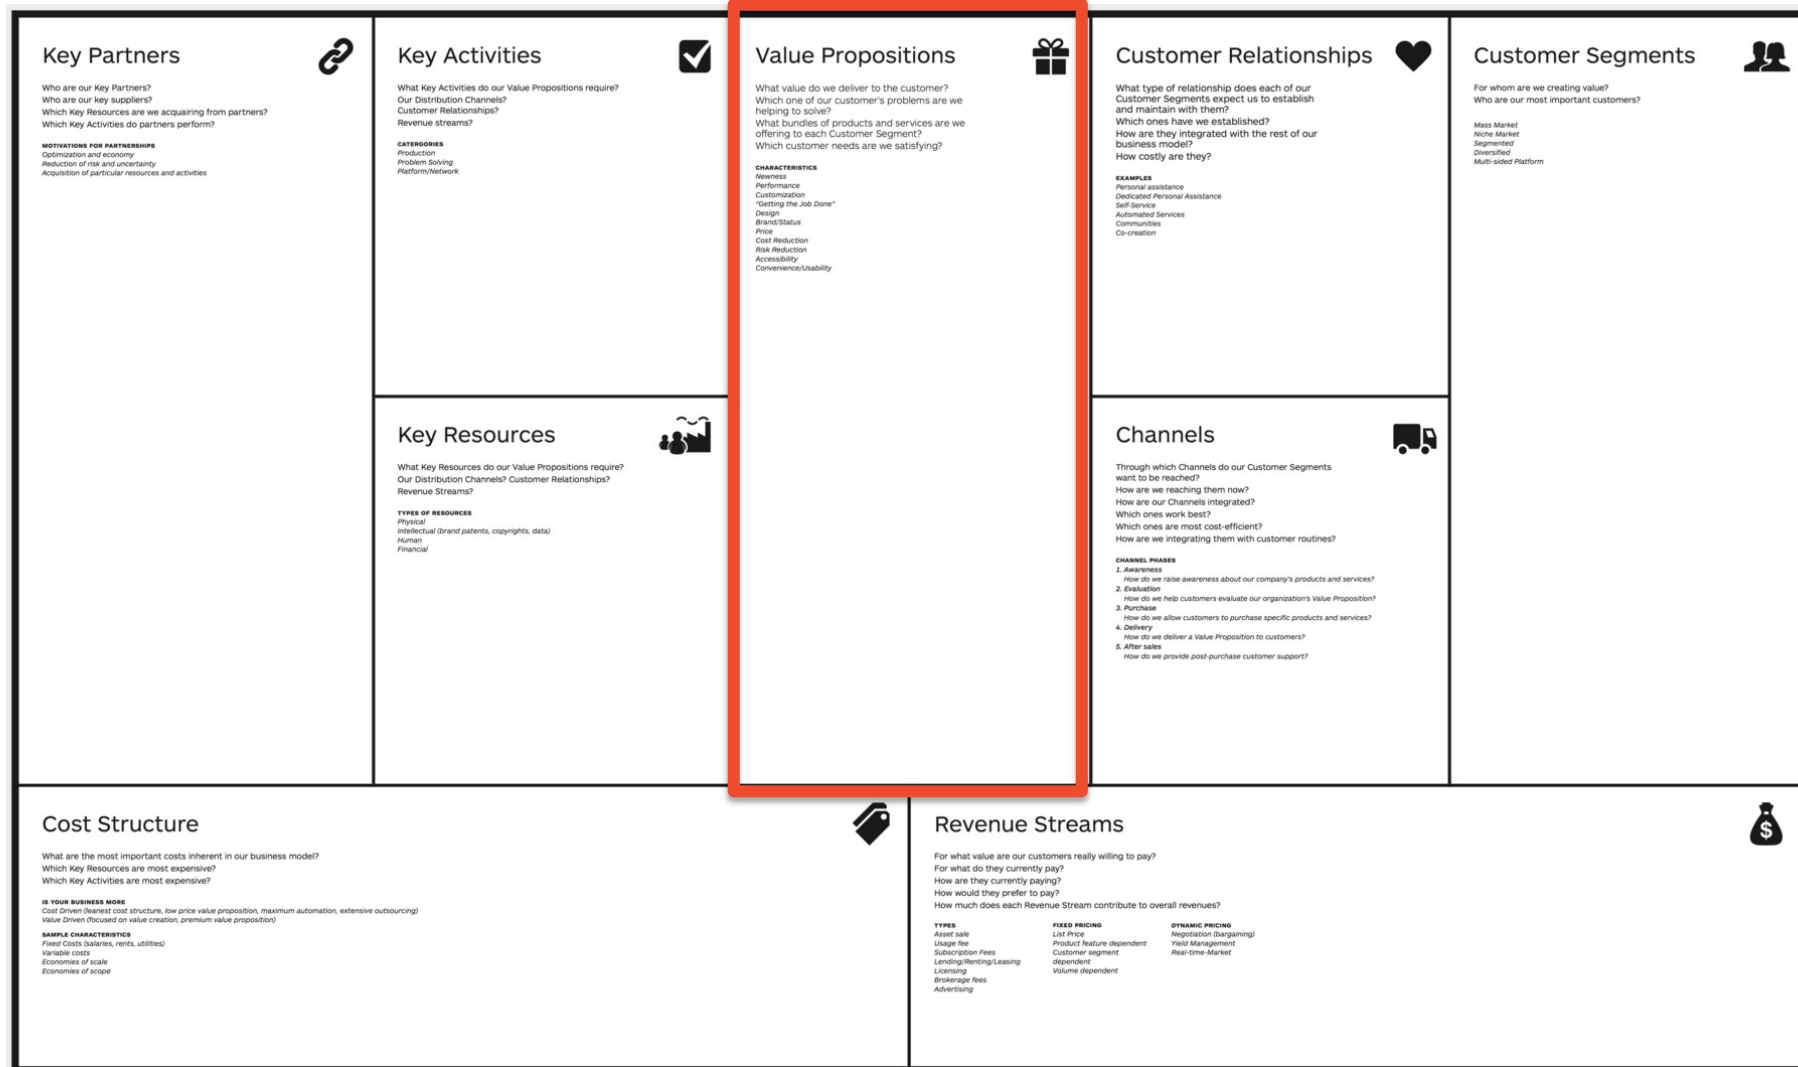 Key Partners
Who are our Key Partners?
Who are our key suppliers?
Which Key Resources are we acquairing from partners?
Which Key Activities do partners perform?
MOTIVATIONS FOR PARTNERSHIPS
Optimization and economy
Reduction of risk and uncertainty
Acquisition of particular resources and activities
Key Activities
What Key Activities do our Value Propositions require?
Our Distribution Channels?
Customer Relationships?
Revenue streams?
CATERGORIES
Production
Problem Solving
Platform/Network
Key Resources
What Key Resources do our Value Propositions require?
Our Distribution Channels? Customer Relationships?
Revenue Streams?
TYPES OF RESOURCES
Physical
Intellectual (brand patents, copyrights, data)
Human
Financial
Value Propositions
What value do we deliver to the customer?
Which one of our customer's problems are we
helping to solve?
What bundles of products and services are we
offering to each Customer Segment?
Which customer needs are we satisfying?
CHARACTERISTICS
Newness
Performance
Customization
"Getting the Job Done"
Design
Brand/Status
Price
Cost Reduction
Risk Reduction
Accessibility
Convenience/Usability
Customer Relationships
What type of relationship does each of our
Customer Segments expect us to establish
and maintain with them?
Which ones have we established?
How are they integrated with the rest of our
business model?
How costly are they?
EXAMPLES
Personal assistance
Dedicated Personal Assistance
Self-Service
Automated Services
Communities
Co-creation
Channels
Through which Channels do our Customer Segments
want to be reached?
How are we reaching them now?
How are our Channels integrated?
Which ones work best?
Which ones are most cost-efficient?
How are we integrating them with customer routines?
CHANNEL PHASES
1. Awareness
How do we raise awareness about our company's products and services?
2. Evaluation
How do we help customers evaluate our organization's Value Proposition?
3. Purchase
How do we allow customers to purchase specific products and services?
4. Delivery
How do we deliver a Value Proposition to customers?
5. After sales
How do we provide post-purchase customer support?
Customer Segments
For whom are we creating value?
Who are our most important customers?
Mass Market
Niche Market
Segmented
Diversified
Multi-sided Platform
Cost Structure
What are the most important costs inherent in our business model?
Which Key Resources are most expensive?
Which Key Activities are most expensive?
IS YOUR BUSINESS MORE
Cost Driven (leanest cost structure, low price value proposition, maximum automation, extensive outsourcing)
Value Driven (focused on value creation, premium value proposition)
SAMPLE CHARACTERISTICS
Fixed Costs (salaries, rents, utilities)
Variable costs
Economies of scale
Economies of scope
Revenue Streams
For what value are our customers really willing to pay?
For what do they currently pay?
How are they currently paying?
How would they prefer to pay?
How much does each Revenue Stream contribute to overall revenues?
TYPES
Asset sale
Usage fee
Subscription Fees
Lending/Renting/Leasing
Licensing
Brokerage fees
Advertising
FIXED PRICING
List Price
Product feature dependent
Customer segment
dependent
Volume dependent
DYNAMIC PRICING
Negotiation (bargaining)
Yield Management
Real-time-Market
$